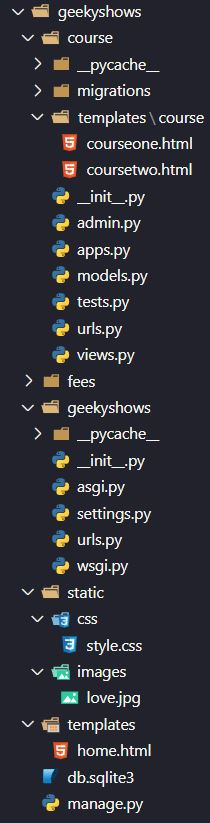 geekyshows
course
__pycache__
migrations
templates\course
courseone.html
coursetwo.html
__init__.py
admin.py
apps.py
models.py
tests.py
urls.py
views.py
fees
geekyshows
__pycache__
__init__.py
asgi.py
settings.py
urls.py
wsgi.py
static
css
style.css
images
love.jpg
templates
home.html
db.sqlite3
manage.py